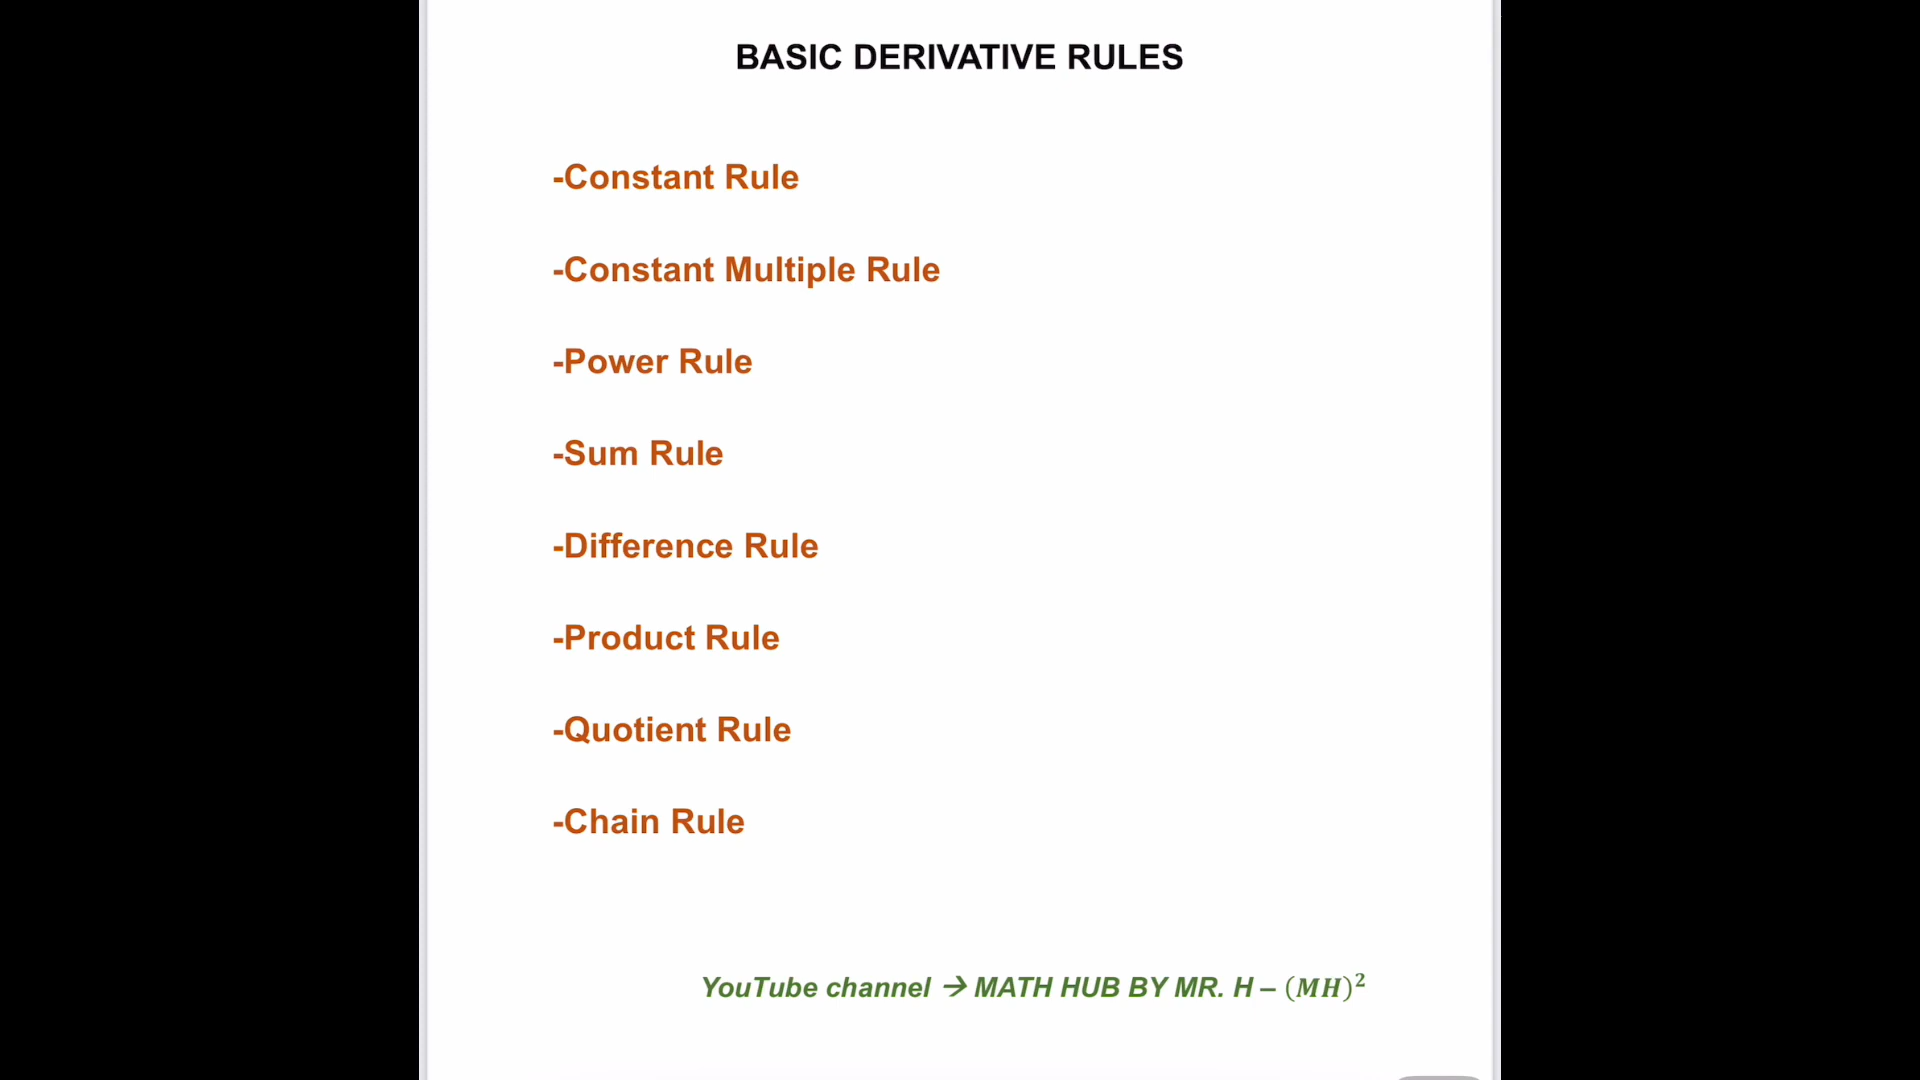 BASIC DERIVATIVE RULES
-Constant Rule
-Constant Multiple Rule
-Power Rule
-Sum Rule
-Difference Rule
-Product Rule
-Quotient Rule
-Chain Rule
YouTube channel → MATH HUB BY MR. H – (MH)²